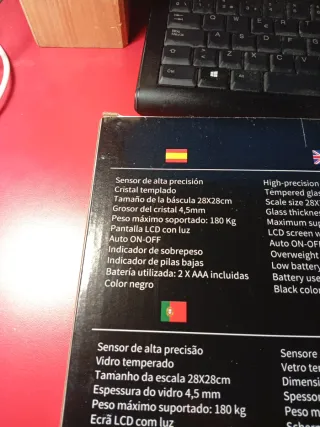 Sensor de alta precisión
Cristal templado
Tamaño de la báscula 28X28cm
Grosor del cristal 4,5mm
Peso máximo soportado: 180 Kg
Pantalla LCD con luz
Auto ON-OFF
Indicador de sobrepeso
Indicador de pilas bajas
Batería utilizada: 2 X AAA incluidas
Color negro
High-precision
Tempered glas
Scale size 28X
Glass thickness
Maximum sup
LCD screen w
Auto ON-OFF
Overweight
Low battery
Battery use
Black color
Sensor de alta precisão
Vidro temperado
Tamanho da escala 28X28cm
Espessura do vidro 4,5 mm
Peso máximo suportado: 180 kg
Ecrã LCD com luz
Sensore
Vetro ter
Dimensi
Spessor
Peso ma